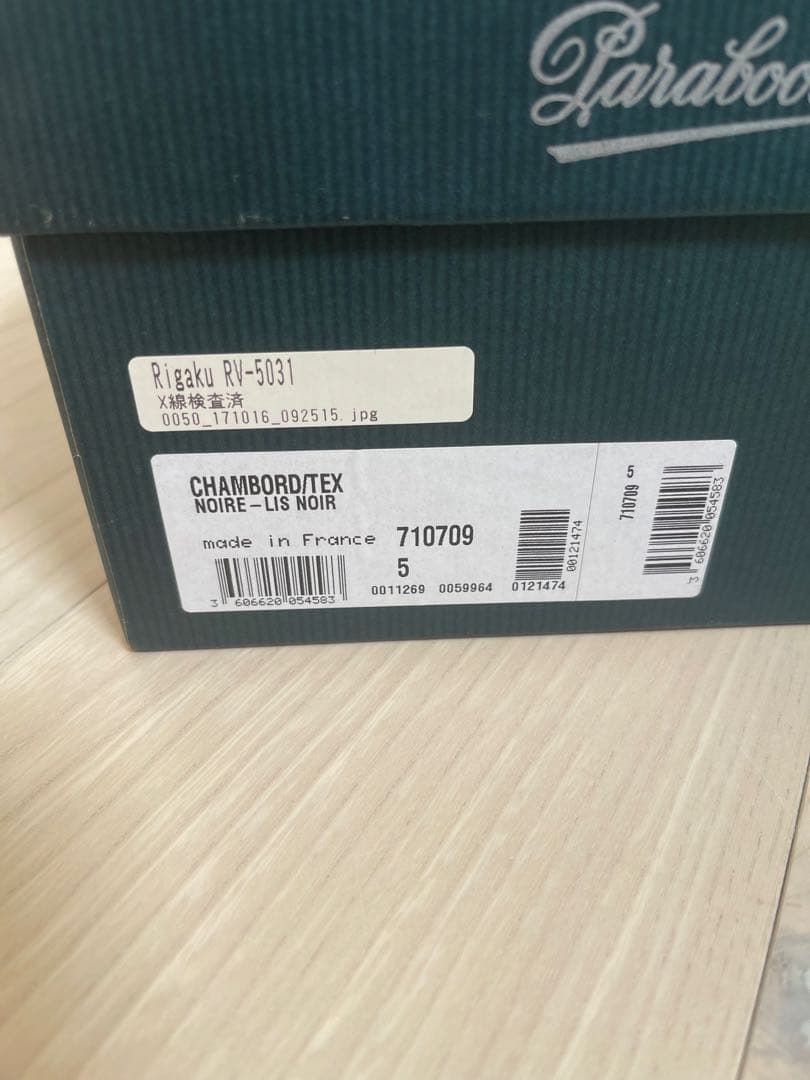 Paraboo
Rigaku RV-5031
X線検査済
0050_171016_092515.jpg
CHAMBORD/TEX
NOIRE-LIS NOIR
made in France 710709
5
3 606620 054583
0011269 0059964 0121474
00121474
5
710709
3 606620 054583